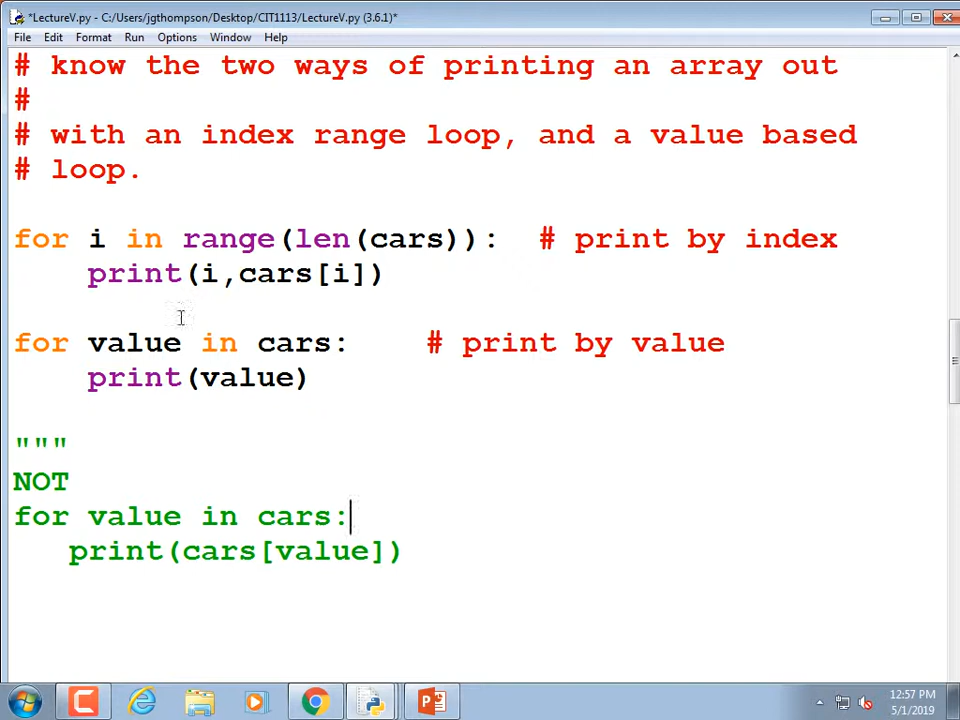 *LectureV.py - C:/Users/jgthompson/Desktop/CIT1113/LectureV.py (3.6.1)*
File Edit Format Run Options Window Help
# know the two ways of printing an array out
#
# with an index range loop, and a value based
# loop.
for i in range(len(cars)):  # print by index
    print(i,cars[i])
for value in cars:    # print by value
    print(value)
"""
NOT
for value in cars:
   print(cars[value])
12:57 PM
5/1/2019